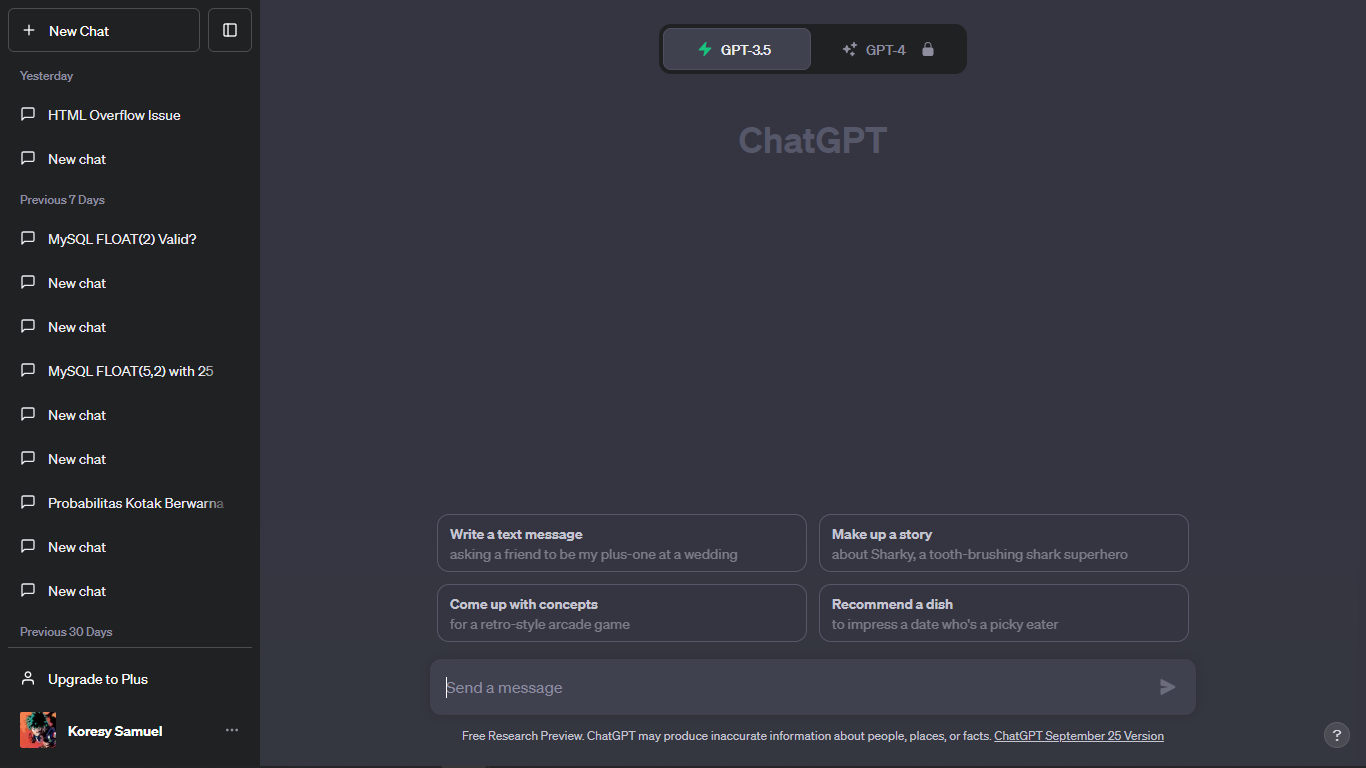 New Chat
Yesterday
HTML Overflow Issue
New chat
Previous 7 Days
MySQL FLOAT(2) Valid?
New chat
New chat
MySQL FLOAT(5,2) with 25
New chat
New chat
Probabilitas Kotak Berwarna
New chat
New chat
Previous 30 Days
Upgrade to Plus
Koresy Samuel
GPT-3.5
GPT-4
ChatGPT
Write a text message
asking a friend to be my plus-one at a wedding
Make up a story
about Sharky, a tooth-brushing shark superhero
Come up with concepts
for a retro-style arcade game
Recommend a dish
to impress a date who's a picky eater
Send a message
Free Research Preview. ChatGPT may produce inaccurate information about people, places, or facts. ChatGPT September 25 Version
?